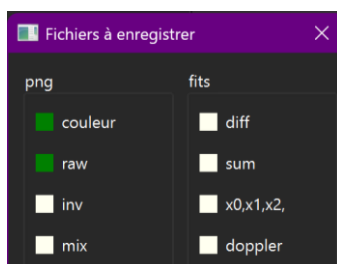 Fichiers à enregistrer
png
couleur
raw
inv
mix
fits
diff
sum
x0,x1,x2,
doppler